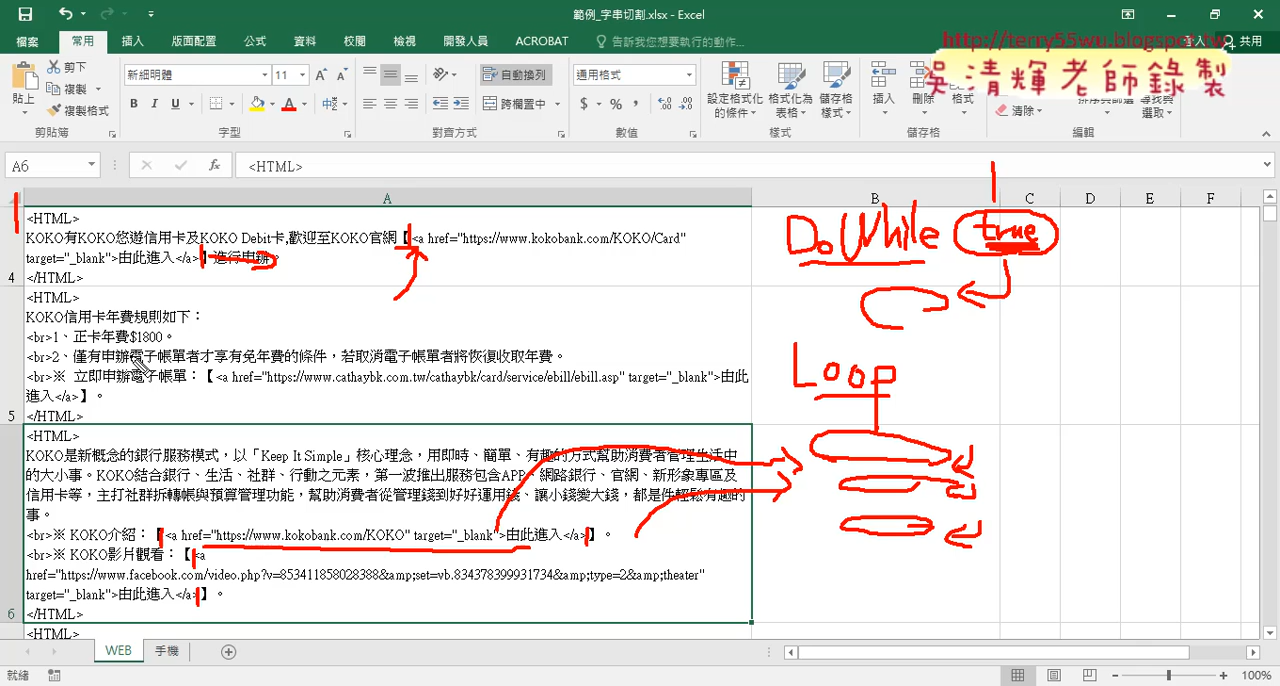 範例_字串切割.xlsx - Excel
檔案 常用 插入 版面配置 公式 資料 校閱 檢視 開發人員 ACROBAT 告訴我您想要執行的動作... 登入 共用
http://terry55wu.blogspot.tw
吳清輝老師錄製
貼上 剪下 複製 複製格式
新細明體 11 B I U
自動換列 跨欄置中
通用格式 $ %
設定格式化的條件 格式化為表格 儲存格樣式
插入 刪除 格式 清除
剪貼簿 字型 對齊方式 數值 樣式 儲存格 編輯
A6 fx <HTML>
A B C D E F
<HTML>
KOKO有KOKO悠遊信用卡及KOKO Debit卡,歡迎至KOKO官網【<a href="https://www.kokobank.com/KOKO/Card"
target="_blank">由此進入</a>】進行申辦。
4 </HTML>
<HTML>
KOKO信用卡年費規則如下：
<br>1、正卡年費$1800。
<br>2、僅有申辦電子帳單者才享有免年費的條件，若取消電子帳單者將恢復收取年費。
<br>※ 立即申辦電子帳單：【<a href="https://www.cathaybk.com.tw/cathaybk/card/service/ebill/ebill.asp" target="_blank">由此
進入</a>】。
5 </HTML>
<HTML>
KOKO是新概念的銀行服務模式，以「Keep It Simple」核心理念，用即時、簡單、有趣的方式幫助消費者管理生活中
的大小事。KOKO結合銀行、生活、社群、行動之元素，第一波推出服務包含APP、網路銀行、官網、新形象專區及
信用卡等，主打社群預轉帳與預算管理功能，幫助消費者從管理錢到好好運用錢、讓小錢變大錢，都是件輕鬆有趣的
事。
<br>※ KOKO介紹：【 href="https://www.kokobank.com/KOKO" target="_blank">由此進入</a>】。
<br>※ KOKO影片觀看：【<a
href="https://www.facebook.com/video.php?v=853411858028388&amp;set=vb.834378399931734&amp;type=2&amp;theater"
target="_blank">由此進入</a>】。
6 </HTML>
<HTML>
Do While true
Loop
WEB 手機
就緒 100%